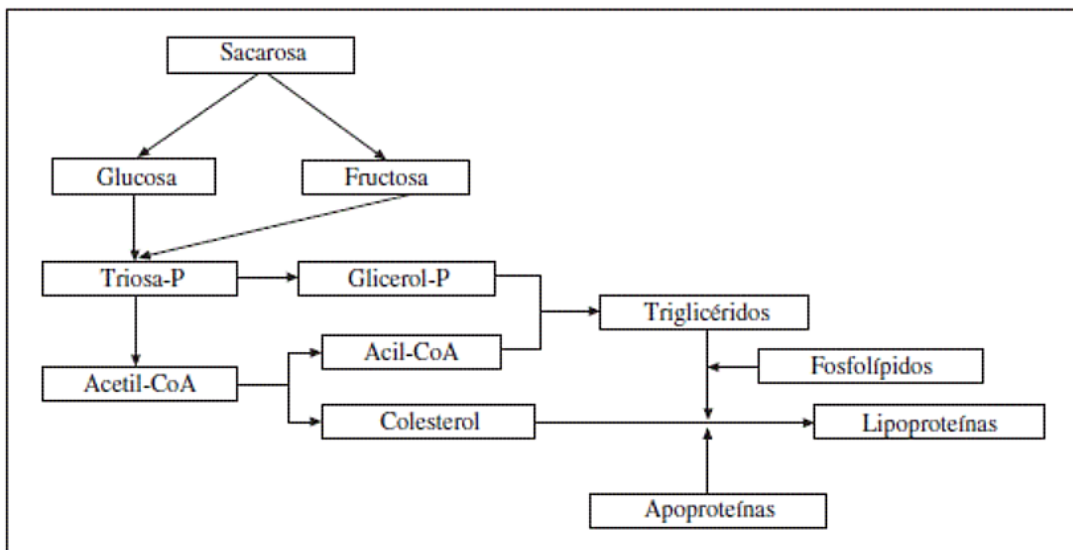 Sacarosa
Glucosa
Fructosa
Triosa-P
Glicerol-P
Triglicéridos
Acil-CoA
Fosfolípidos
Acetil-CoA
Colesterol
Lipoproteínas
Apoproteínas